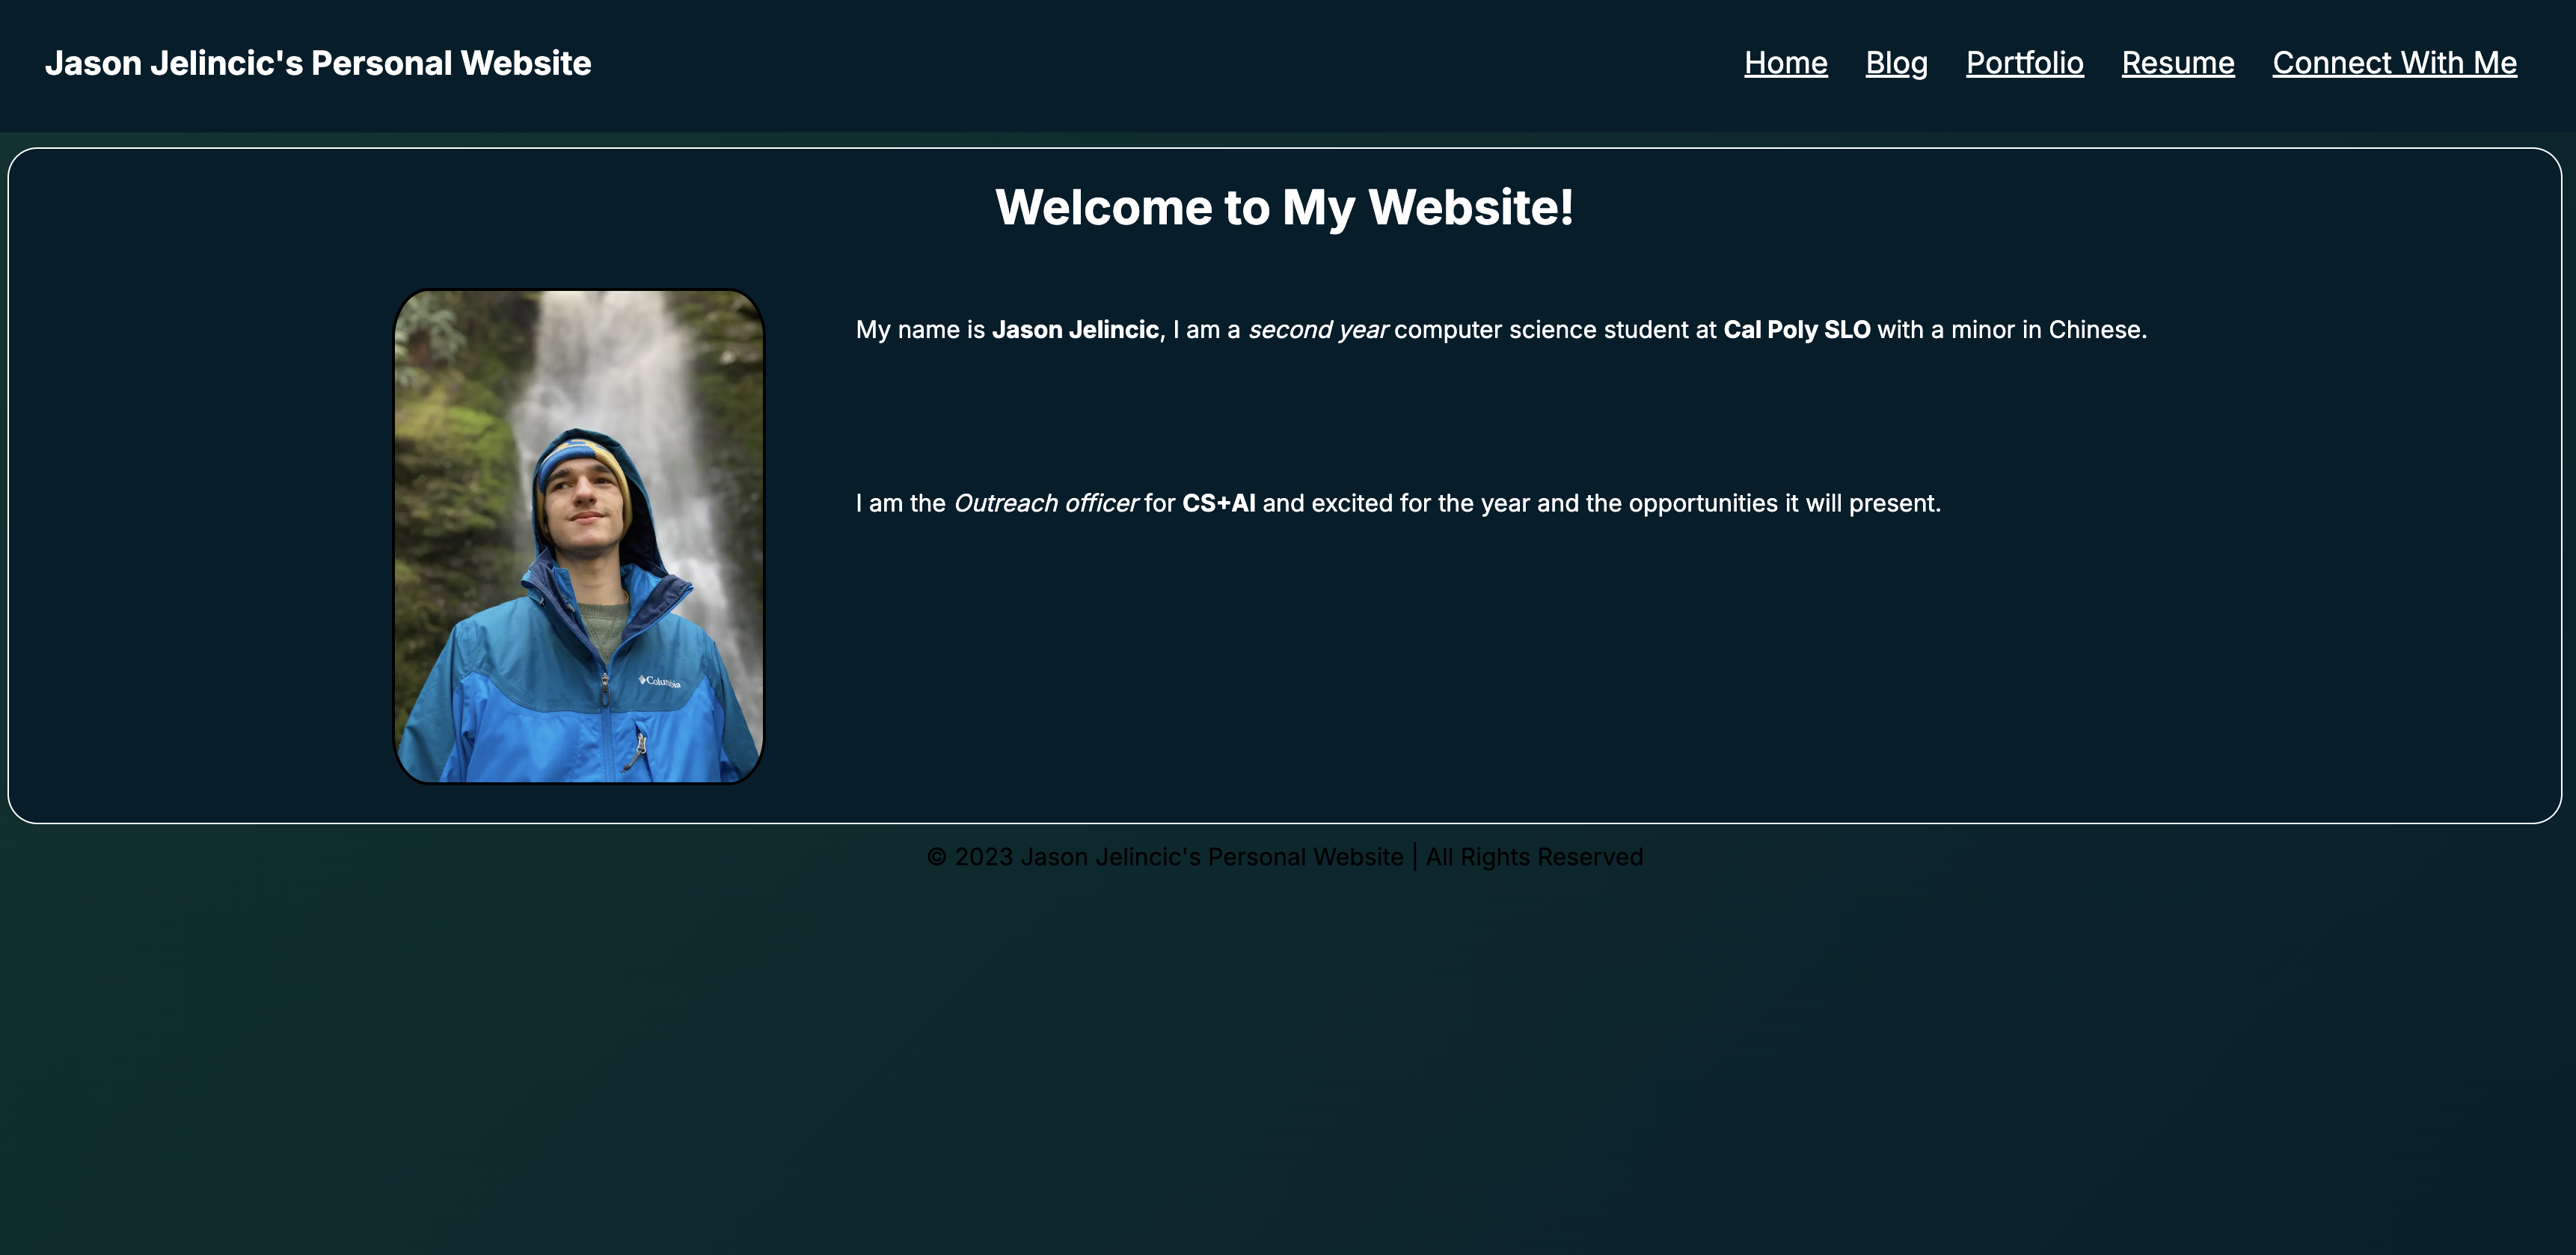 Jason Jelincic's Personal Website
Home Blog Portfolio Resume Connect With Me
Welcome to My Website!
My name is Jason Jelincic, I am a second year computer science student at Cal Poly SLO with a minor in Chinese.
I am the Outreach officer for CS+AI and excited for the year and the opportunities it will present.
Columbia
© 2023 Jason Jelincic's Personal Website | All Rights Reserved